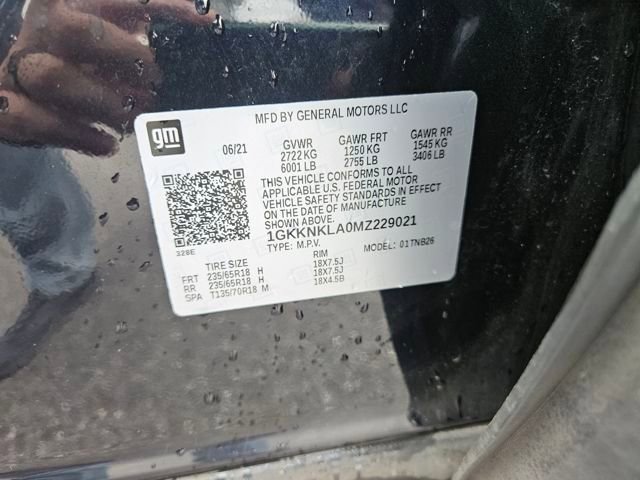 MFD BY GENERAL MOTORS LLC
gm
06/21 GVWR GAWR FRT GAWR RR
2722 KG 1250 KG 1545 KG
6001 LB 2755 LB 3406 LB
THIS VEHICLE CONFORMS TO ALL
APPLICABLE U.S. FEDERAL MOTOR
VEHICLE SAFETY STANDARDS IN EFFECT
ON THE DATE OF MANUFACTURE
SHOWN ABOVE.
328E
1GKKNKLA0MZ229021
TYPE: M.P.V. MODEL: 01TNB26
TIRE SIZE RIM
FRT 235/65R18 H 18X7.5J
RR 235/65R18 H 18X7.5J
SPA T135/70R18 M 18X4.5B